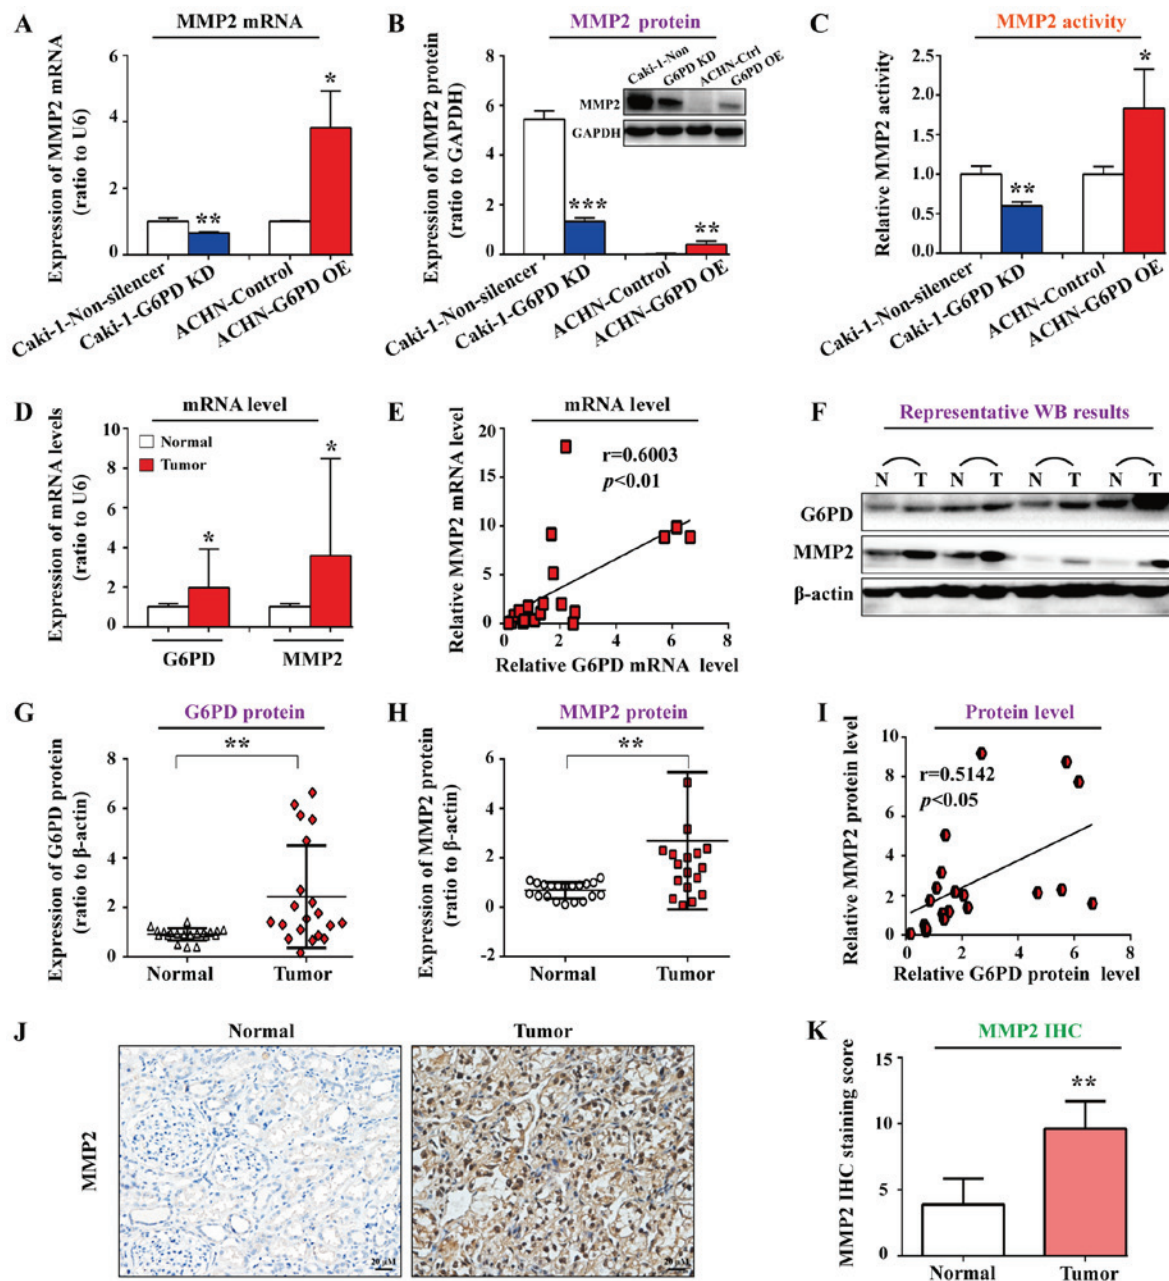 A
MMP2 mRNA
Expression of MMP2 mRNA
(ratio to U6)
6
4
2
0
**
*
Caki-1-Non-silencer
Caki-1-G6PD KD
ACHN-Control
ACHN-G6PD OE
B
MMP2 protein
Expression of MMP2 protein
(ratio to GAPDH)
8
6
4
2
0
***
**
Caki-1-Non
G6PD KD
ACHN-Ctrl
G6PD OE
MMP2
GAPDH
Caki-1-Non-silencer
Caki-1-G6PD KD
ACHN-Control
ACHN-G6PD OE
C
MMP2 activity
Relative MMP2 activity
2.5
2.0
1.5
1.0
0.5
0.0
**
*
Caki-1-Non-silencer
Caki-1-G6PD KD
ACHN-Control
ACHN-G6PD OE
D
mRNA level
Expression of mRNA levels
(ratio to U6)
10
8
6
4
2
0
Normal
Tumor
*
*
G6PD
MMP2
E
mRNA level
Relative MMP2 mRNA level
20
15
10
5
0
r=0.6003
p<0.01
0 2 4 6 8
Relative G6PD mRNA level
F
Representative WB results
N T N T N T N T
G6PD
MMP2
β-actin
G
G6PD protein
Expression of G6PD protein
(ratio to β-actin)
8
6
4
2
0
**
Normal Tumor
H
MMP2 protein
Expression of MMP2 protein
(ratio to β-actin)
6
4
2
0
-2
**
Normal Tumor
I
Protein level
Relative MMP2 protein level
10
8
6
4
2
0
r=0.5142
p<0.05
0 2 4 6 8
Relative G6PD protein level
J
Normal Tumor
MMP2
20 μM
20 μM
K
MMP2 IHC
MMP2 IHC staining score
15
10
5
0
**
Normal Tumor